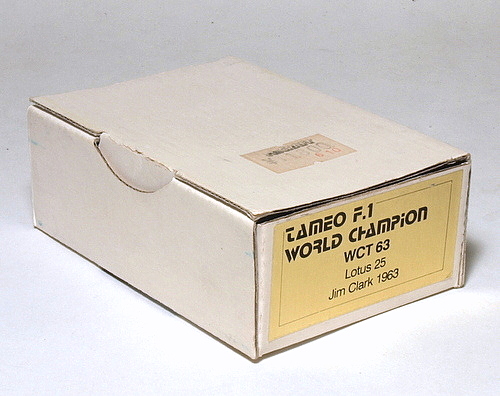 TAMEO F.1
WORLD CHAMPION
WCT 63
Lotus 25
Jim Clark 1963